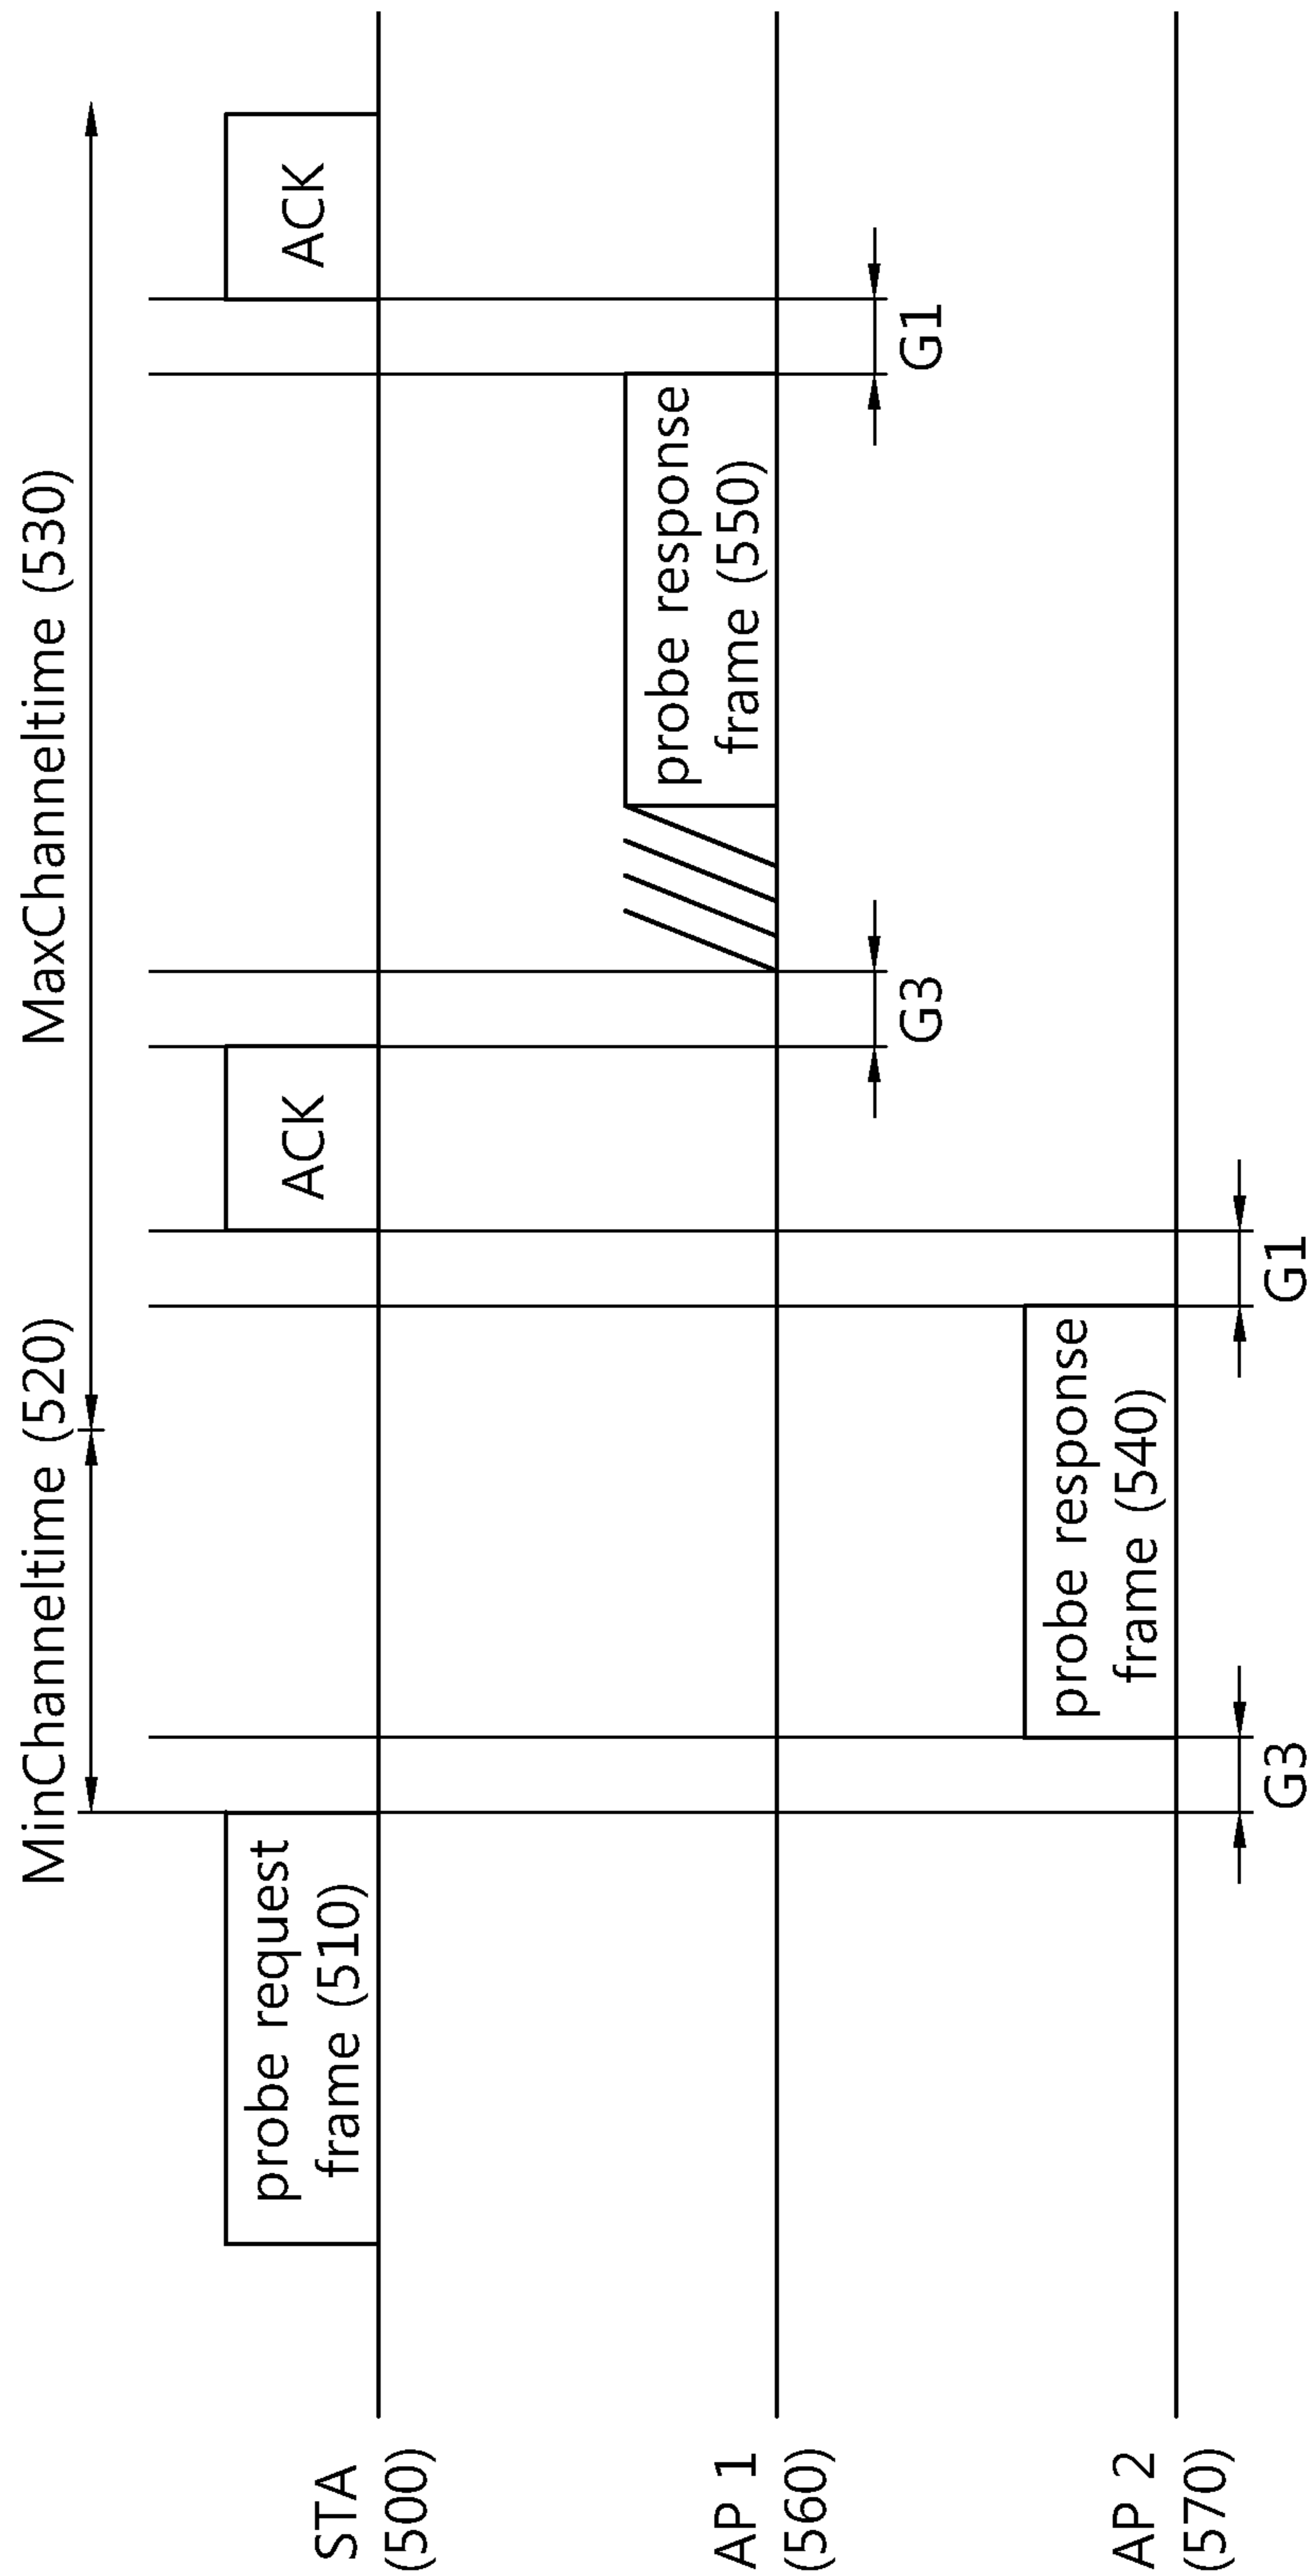 MinChanneltime (520)
MaxChanneltime (530)
STA
(500)
probe request
frame (510)
ACK
ACK
AP 1
(560)
probe response
frame (550)
G3
G1
AP 2
(570)
probe response
frame (540)
G3
G1